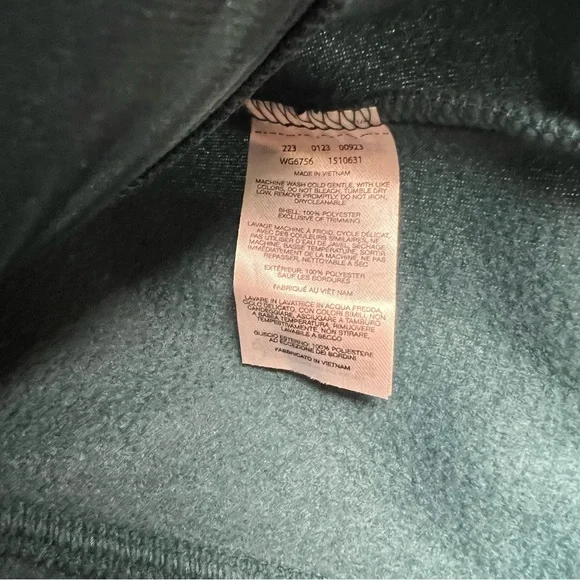 223 0123 00923
WG6756 1510631
MADE IN VIETNAM
MACHINE WASH COLD GENTLE, WITH LIKE
COLORS, DO NOT BLEACH, TUMBLE DRY
LOW, REMOVE PROMPTLY, DO NOT IRON,
DRYCLEANABLE
SHELL: 100% POLYESTER
EXCLUSIVE OF TRIMMING
LAVAGE MACHINE À FROID, CYCLE DÉLICAT,
AVEC DES COULEURS SIMILAIRES, NE
PAS UTILISER D'EAU DE JAVEL, SÉCHAGE
MACHINE, BASSE TEMPÉRATURE, SORTIR
IMMÉDIATEMENT DE LA MACHINE, NE PAS
REPASSER, NETTOYABLE À SEC
EXTÉRIEUR: 100% POLYESTER
SAUF LES BORDURES
FABRIQUÉ AU VIÊT NAM
LAVARE IN LAVATRICE IN ACQUA FREDDA,
CICLO DELICATO, CON COLORI SIMILI, NON
CANDEGGIARE, ASCIUGARE A TAMBURO
A BASSA TEMPERATURA, RIMUOVERE
TEMPESTIVAMENTE, NON STIRARE,
LAVABILE A SECCO
GUSCIO ESTERNO: 100% POLIESTERE
AD ECCEZIONE DEI BORDINI
FABBRICATO IN VIETNAM